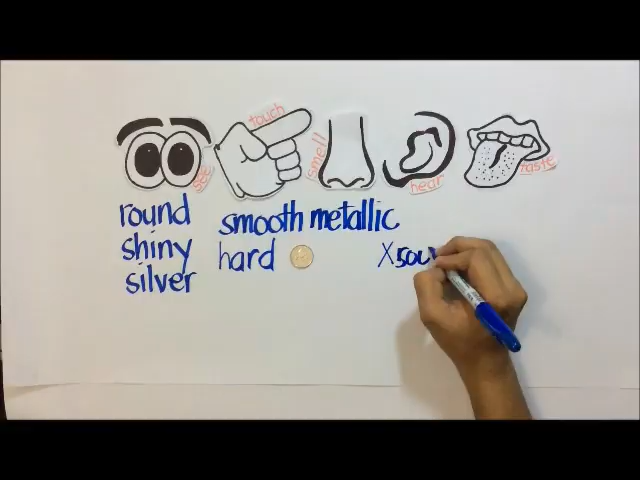 see
touch
smell
hear
taste
round
smooth metallic
shiny
hard
silver